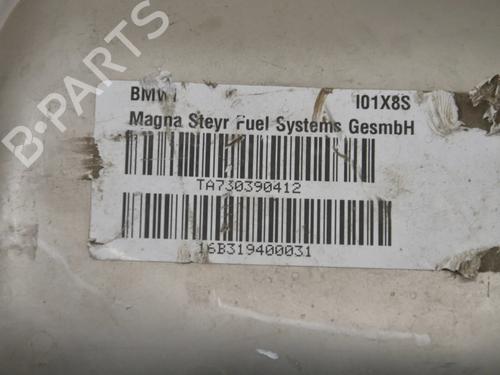 BMW I01X8S
Magna Steyr Fuel Systems GesmbH
TA730390412
16B319400031
B-PARTS